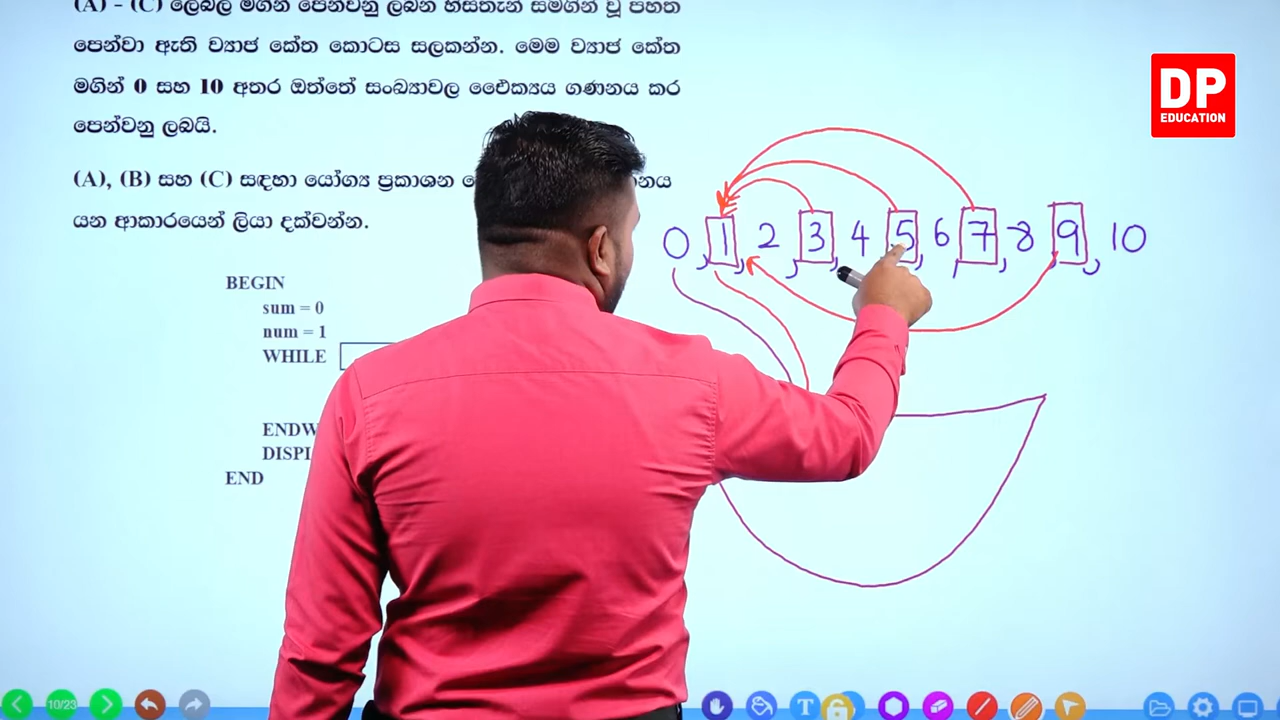 (A) – (C) ලේබල මගින් පෙන්වනු ලබන හිස්තැන් සමගින් වූ පහත
පෙන්වා ඇති ව්‍යාජ කේත කොටස සලකන්න. මෙම ව්‍යාජ කේත
මගින් 0 සහ 10 අතර ඔත්තේ සංඛ්‍යාවල ඓක්‍යය ගණනය කර
පෙන්වනු ලබයි.
(A), (B) සහ (C) සඳහා යෝග්‍ය ප්‍රකාශන
යන ආකාරයෙන් ලියා දක්වන්න.
BEGIN
sum = 0
num = 1
WHILE
ENDW
DISPL
END
0, 1, 2, 3, 4 5, 6, 7, 8, 9, 10
DP
EDUCATION
10/23
T